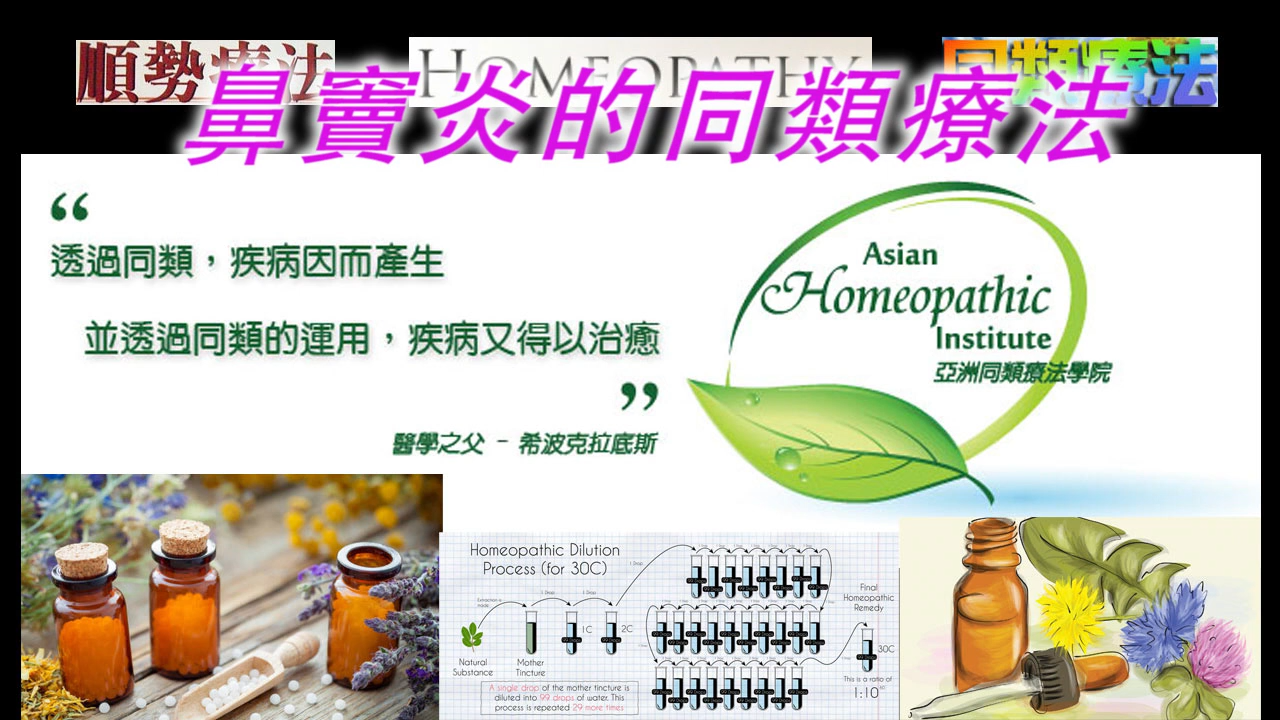 順勢療法
HOMEOPATHY
同類療法
鼻竇炎的同類療法
“
透過同類，疾病因而產生
並透過同類的運用，疾病又得以治癒
”
醫學之父 - 希波克拉底斯
Asian
Homeopathic
Institute
亞洲同類療法學院
Homeopathic Dilution
Process (for 30C)
Natural
Substance
Mother
Tincture
1 Drop
1C
2C
Final
Homeopathic
Remedy
30C
This is a ratio of
1:10
A single drop of the mother tincture is
diluted into 99 drops of water. This
process is repeated 29 more times